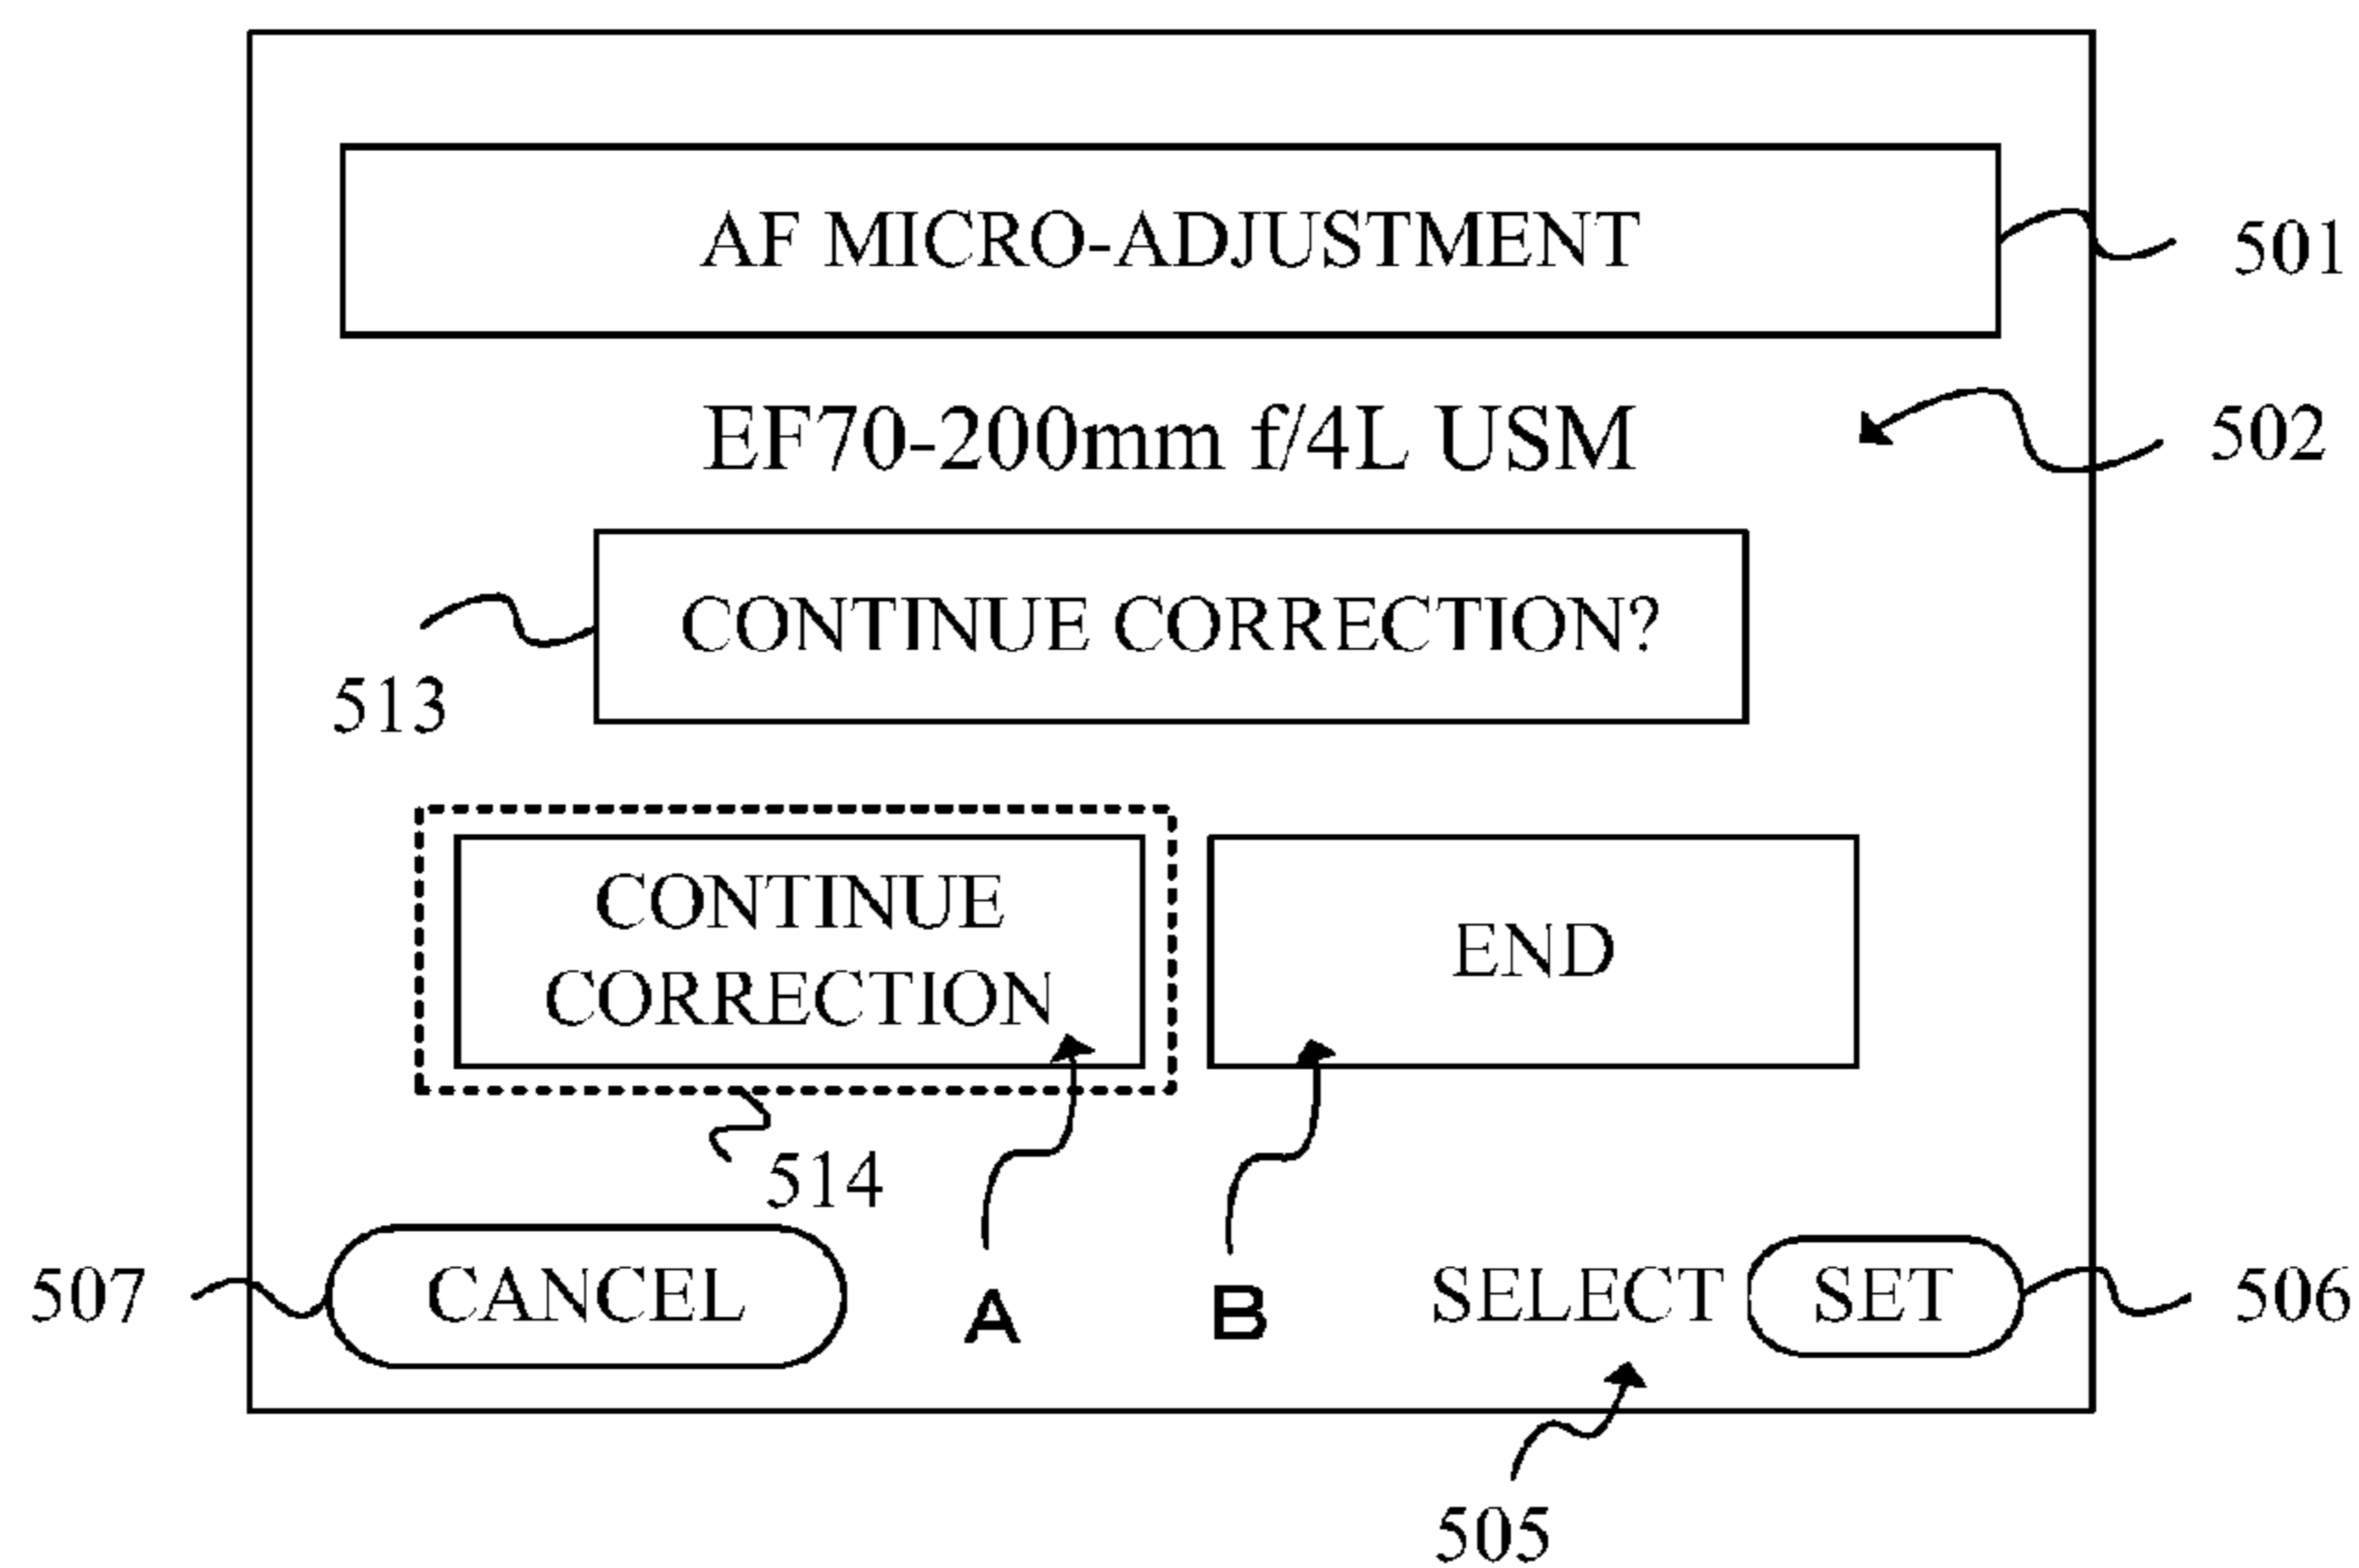 AF MICRO-ADJUSTMENT
501
EF70-200mm f/4L USM
502
CONTINUE CORRECTION?
513
CONTINUE
CORRECTION
END
514
507
CANCEL
A
B
SELECT SET
506
505